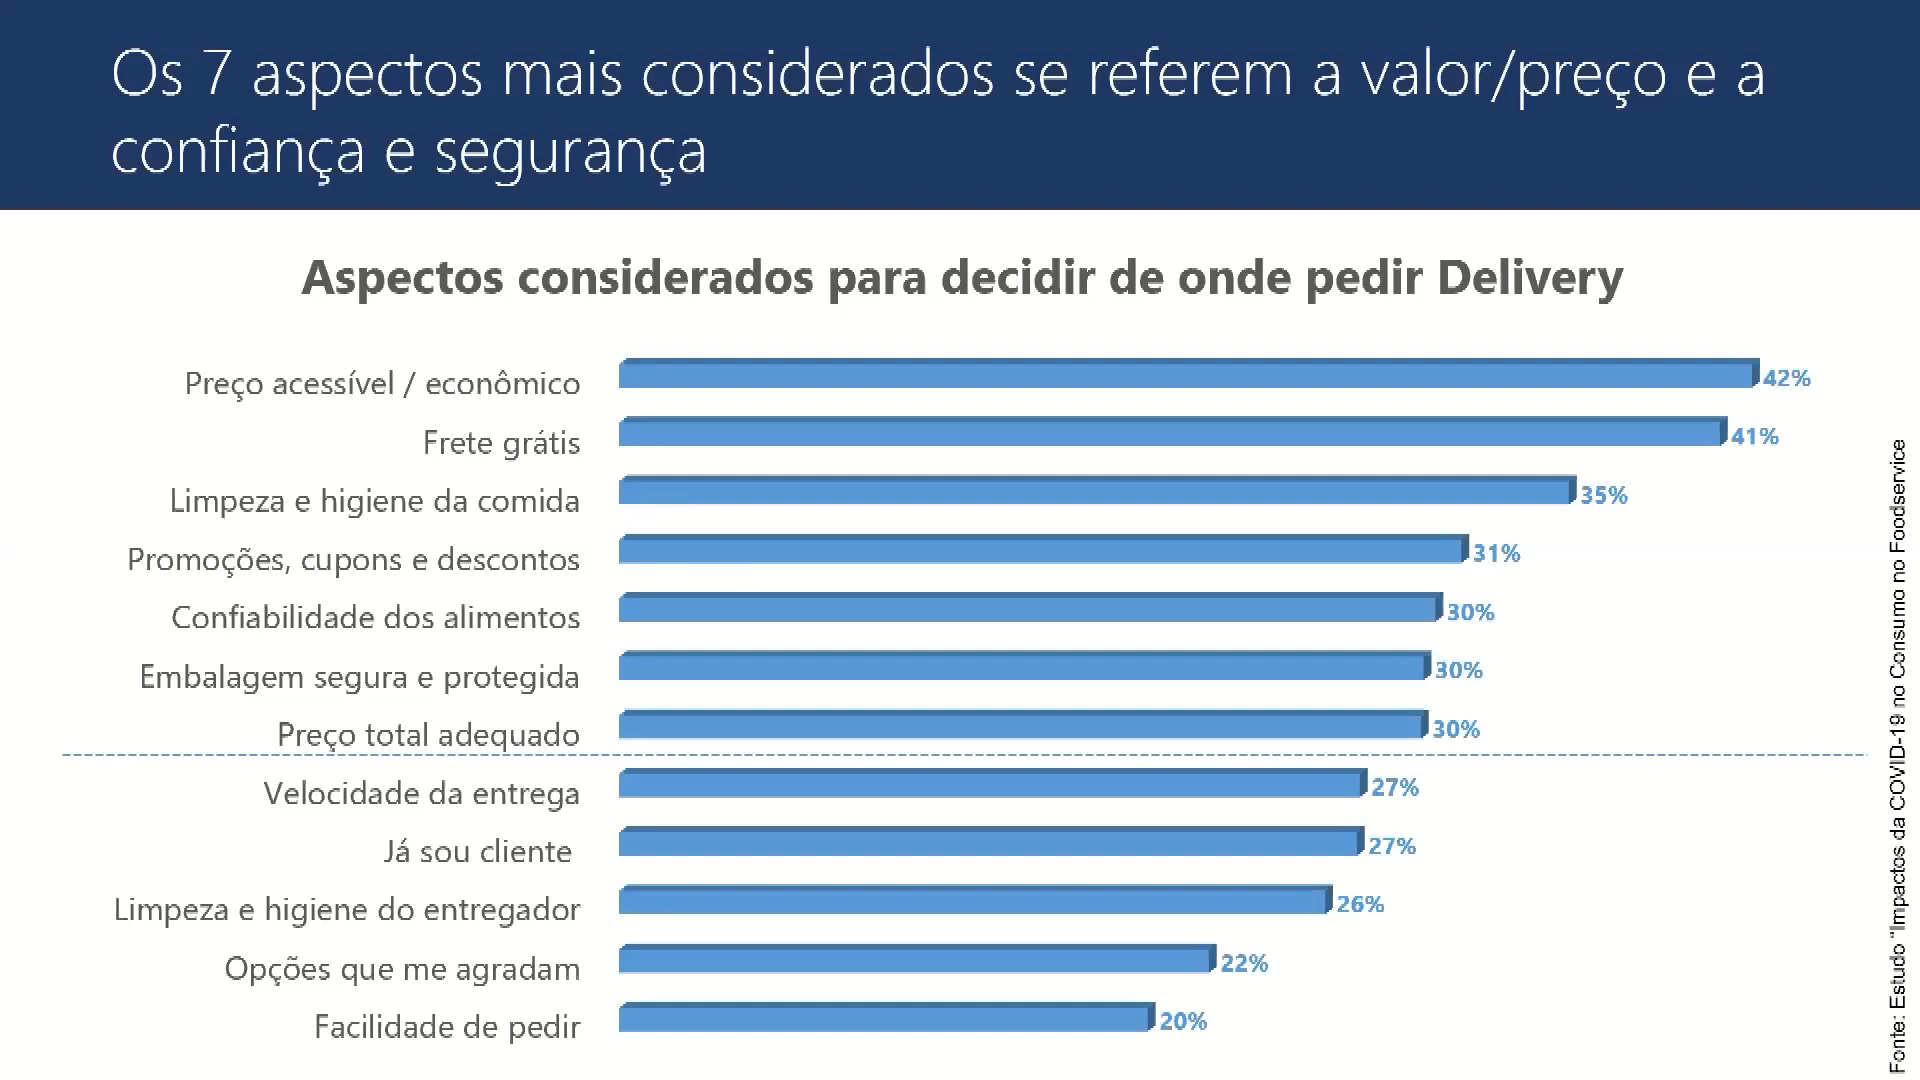 Os 7 aspectos mais considerados se referem a valor/preço e a
confiança e segurança
Aspectos considerados para decidir de onde pedir Delivery
Preço acessível / econômico 42%
Frete grátis 41%
Limpeza e higiene da comida 35%
Promoções, cupons e descontos 31%
Confiabilidade dos alimentos 30%
Embalagem segura e protegida 30%
Preço total adequado 30%
Velocidade da entrega 27%
Já sou cliente 27%
Limpeza e higiene do entregador 26%
Opções que me agradam 22%
Facilidade de pedir 20%
Fonte: Estudo "Impactos da COVID-19 no Consumo no Foodservice